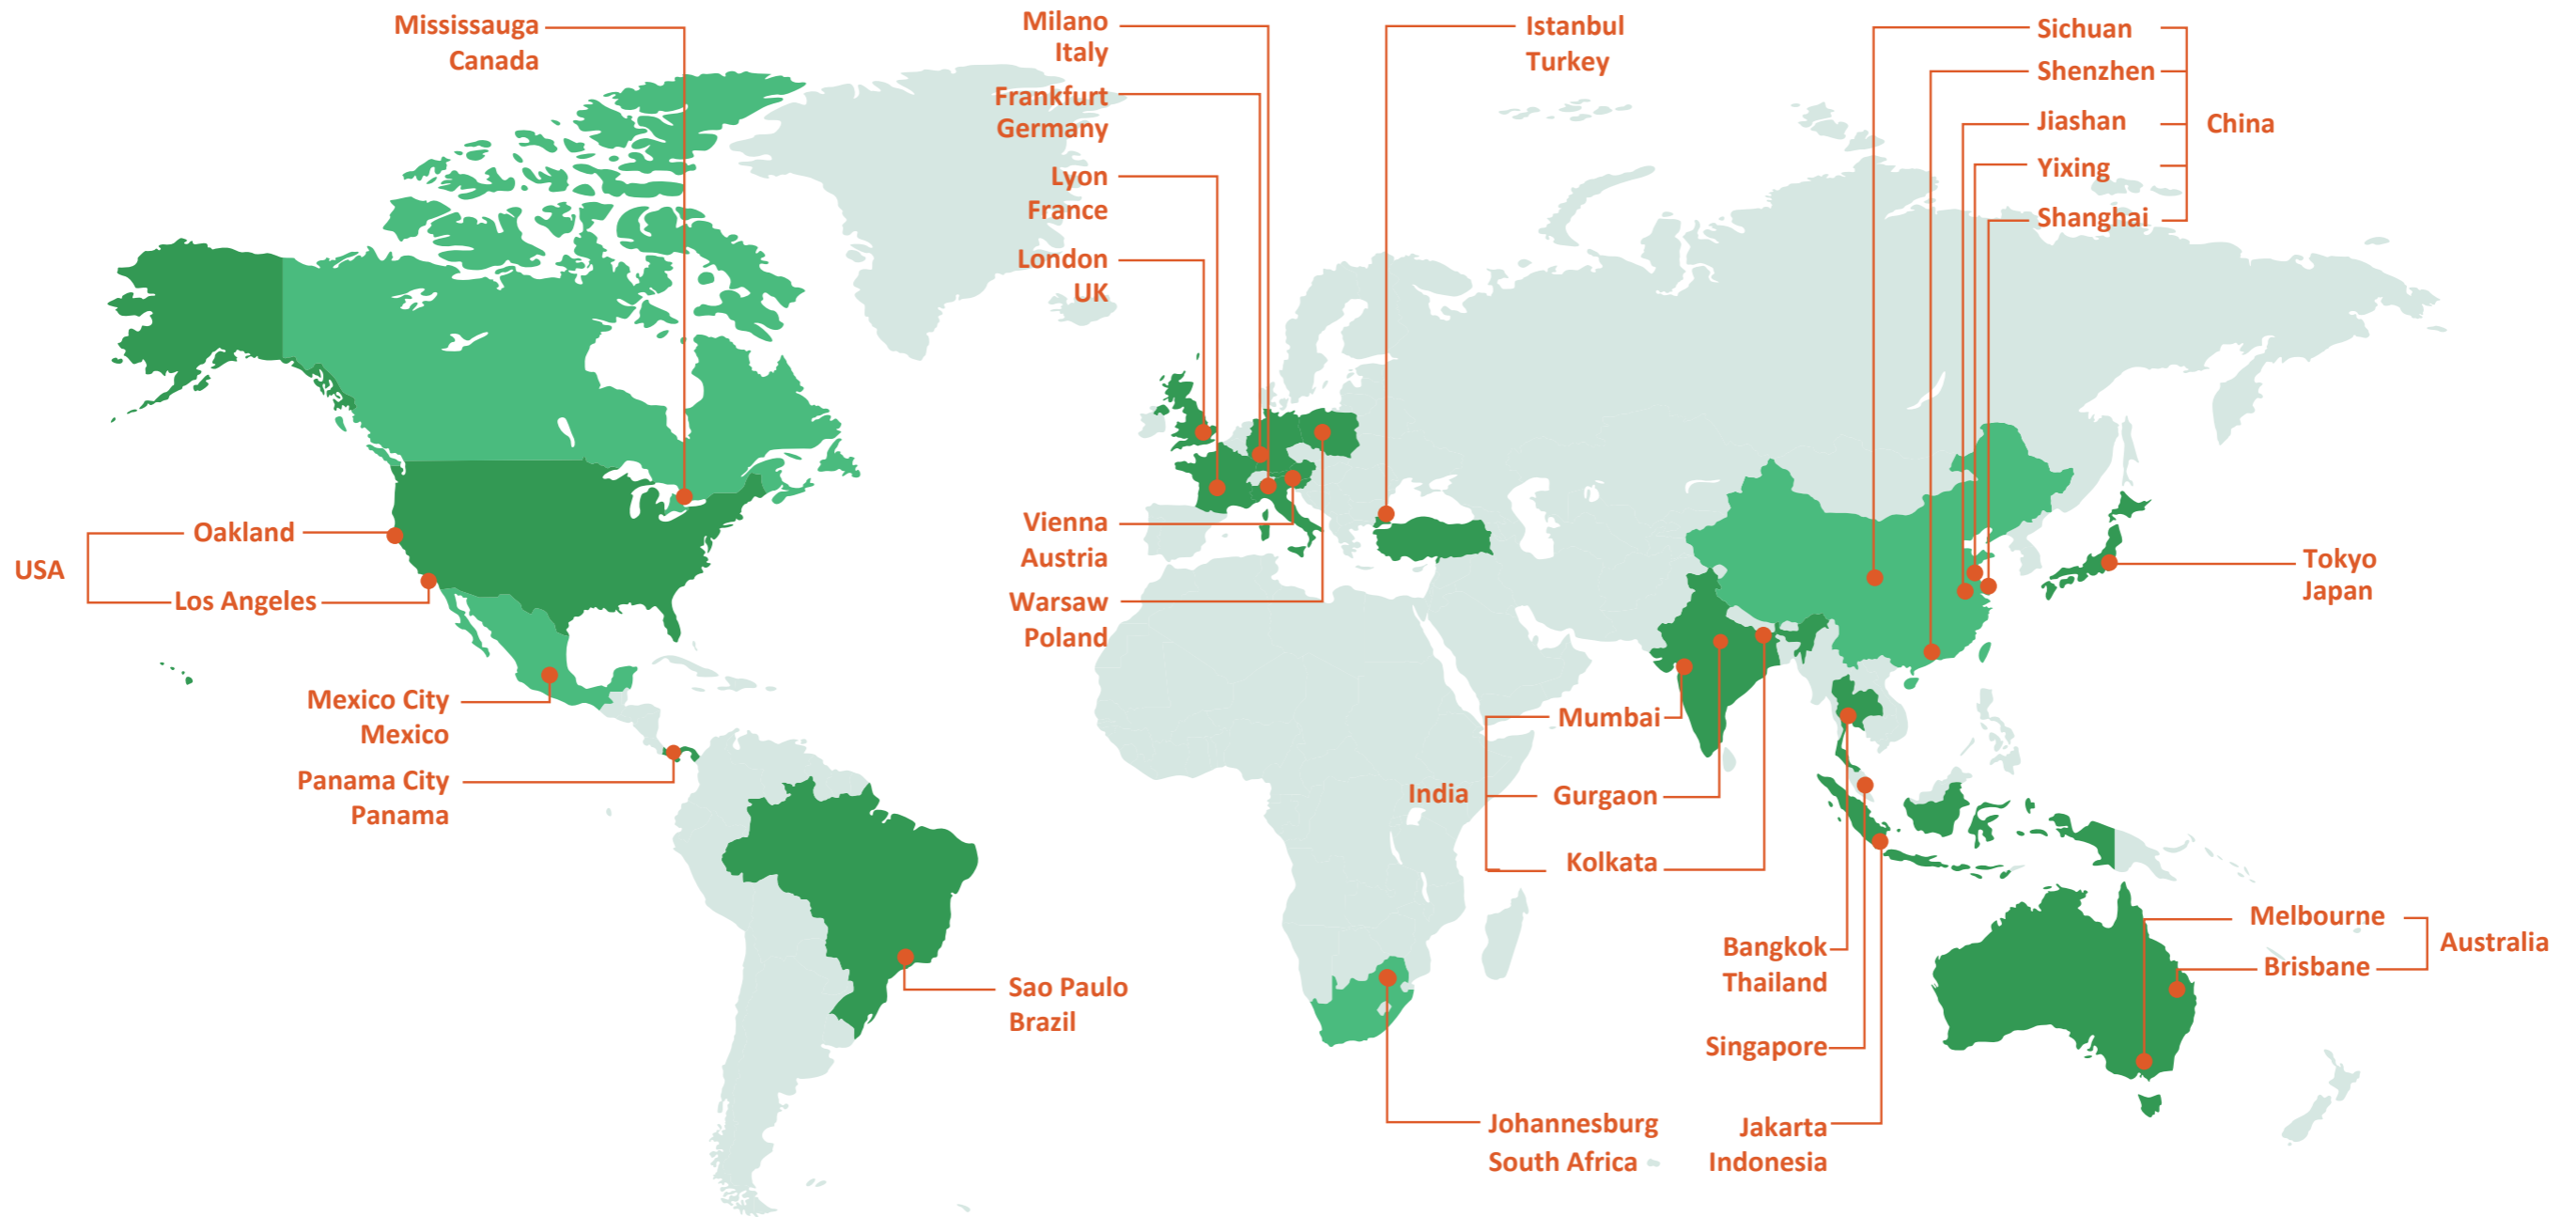 Mississauga
Canada
Milano
Italy
Frankfurt
Germany
Lyon
France
London
UK
Vienna
Austria
Warsaw
Poland
Istanbul
Turkey
Sichuan
Shenzhen
Jiashan
Yixing
Shanghai
China
Tokyo
Japan
USA
Oakland
Los Angeles
Mexico City
Mexico
Panama City
Panama
Sao Paulo
Brazil
India
Mumbai
Gurgaon
Kolkata
Bangkok
Thailand
Singapore
Jakarta
Indonesia
Johannesburg
South Africa
Melbourne
Brisbane
Australia